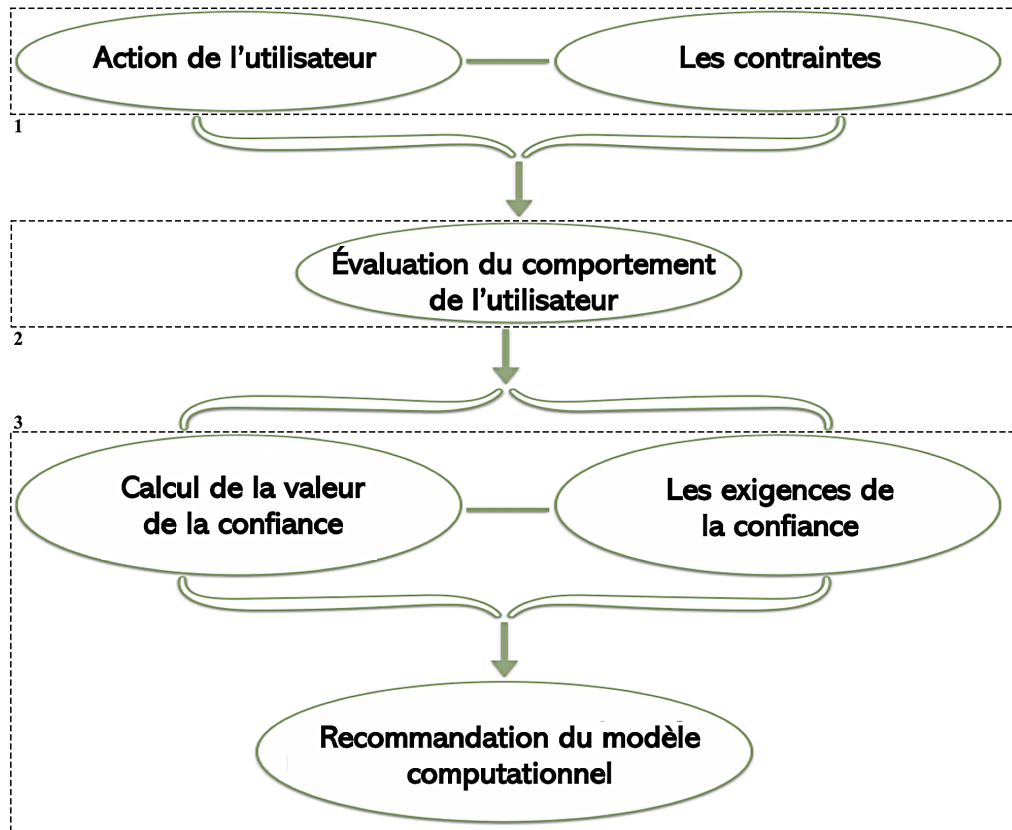 Action de l'utilisateur
Les contraintes
1
Évaluation du comportement
de l'utilisateur
2
3
Calcul de la valeur
de la confiance
Les exigences de
la confiance
Recommandation du modèle
computationnel